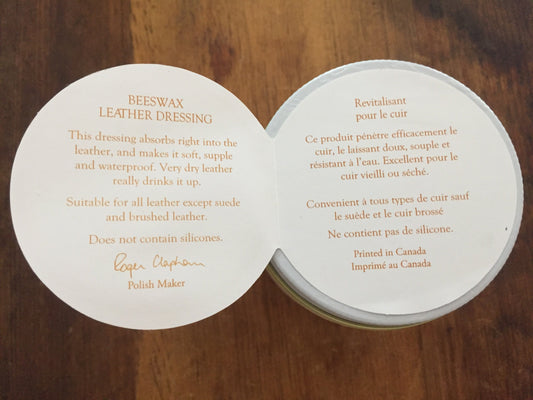 BEESWAX
LEATHER DRESSING
This dressing absorbs right into the
leather, and makes it soft, supple
and waterproof. Very dry leather
really drinks it up.
Suitable for all leather except suede
and brushed leather.
Does not contain silicones.
Roger Clapham
Polish Maker
Revitalisant
pour le cuir
Ce produit pénètre efficacement le
cuir, le laissant doux, souple et
résistant à l'eau. Excellent pour le
cuir vieilli ou séché.
Convenient à tous types de cuir sauf
le suède et le cuir brossé
Ne contient pas de silicone.
Printed in Canada
Imprimé au Canada